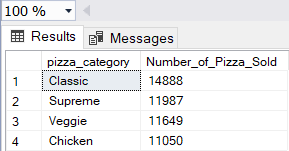 100 %
Results Messages
pizza_category Number_of_Pizza_Sold
1 Classic 14888
2 Supreme 11987
3 Veggie 11649
4 Chicken 11050